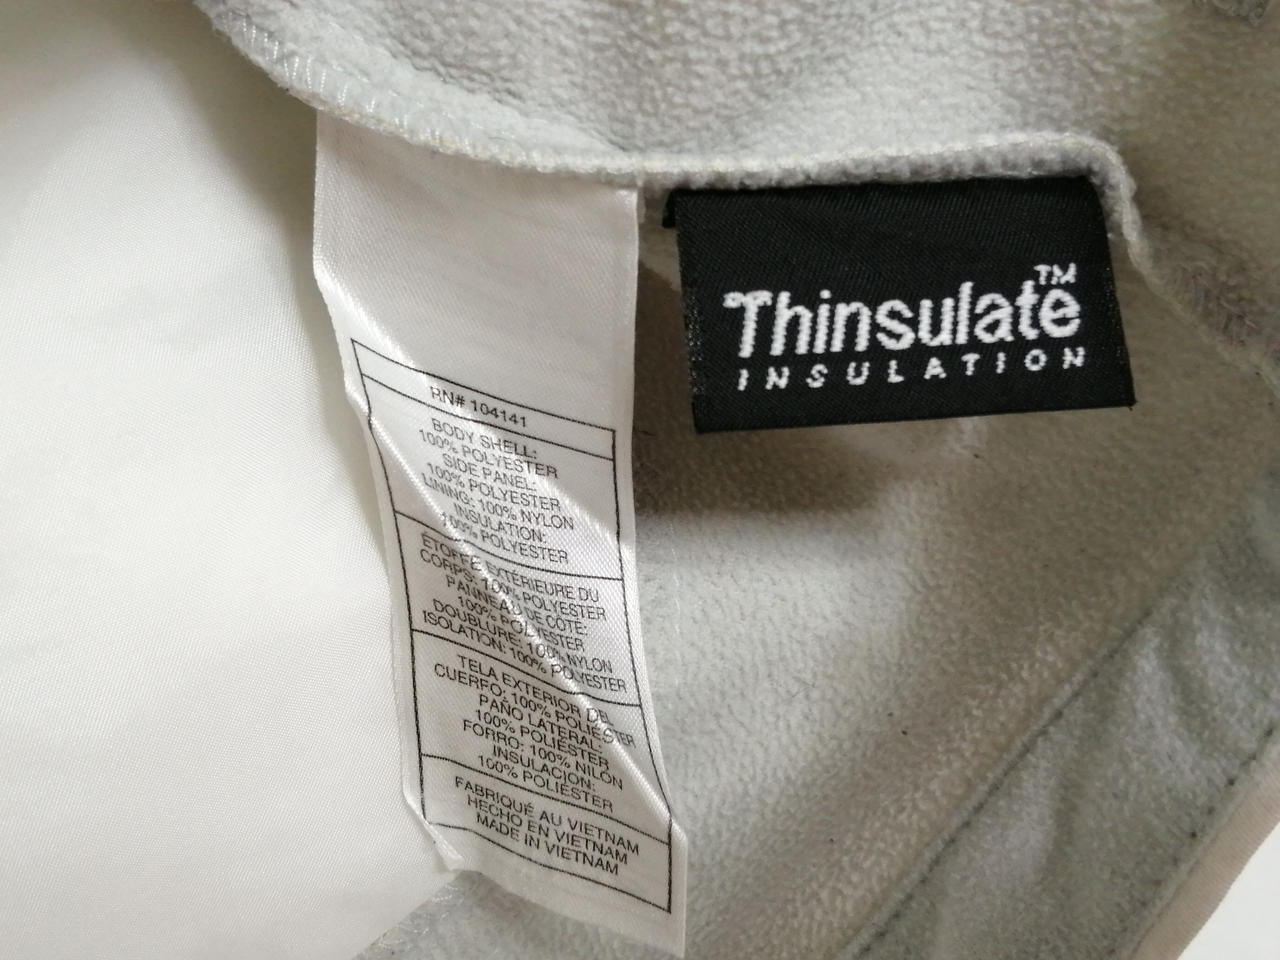 RN# 104141
BODY SHELL:
100% POLYESTER
SIDE PANEL:
100% POLYESTER
LINING: 100% NYLON
INSULATION:
100% POLYESTER
ÉTOFFE EXTÉRIEURE DU
CORPS: 100% POLYESTER
PANNEAU DE CÔTÉ:
100% POLYESTER
DOUBLURE: 100% NYLON
ISOLATION: 100% POLYESTER
TELA EXTERIOR DEL
CUERFO: 100% POLIÉSTER
PAÑO LATERAL:
100% POLIÉSTER
FORRO: 100% NILÓN
INSULACION:
100% POLIÉSTER
FABRIQUÉ AU VIETNAM
HECHO EN VIETNAM
MADE IN VIETNAM
Thinsulate™
INSULATION